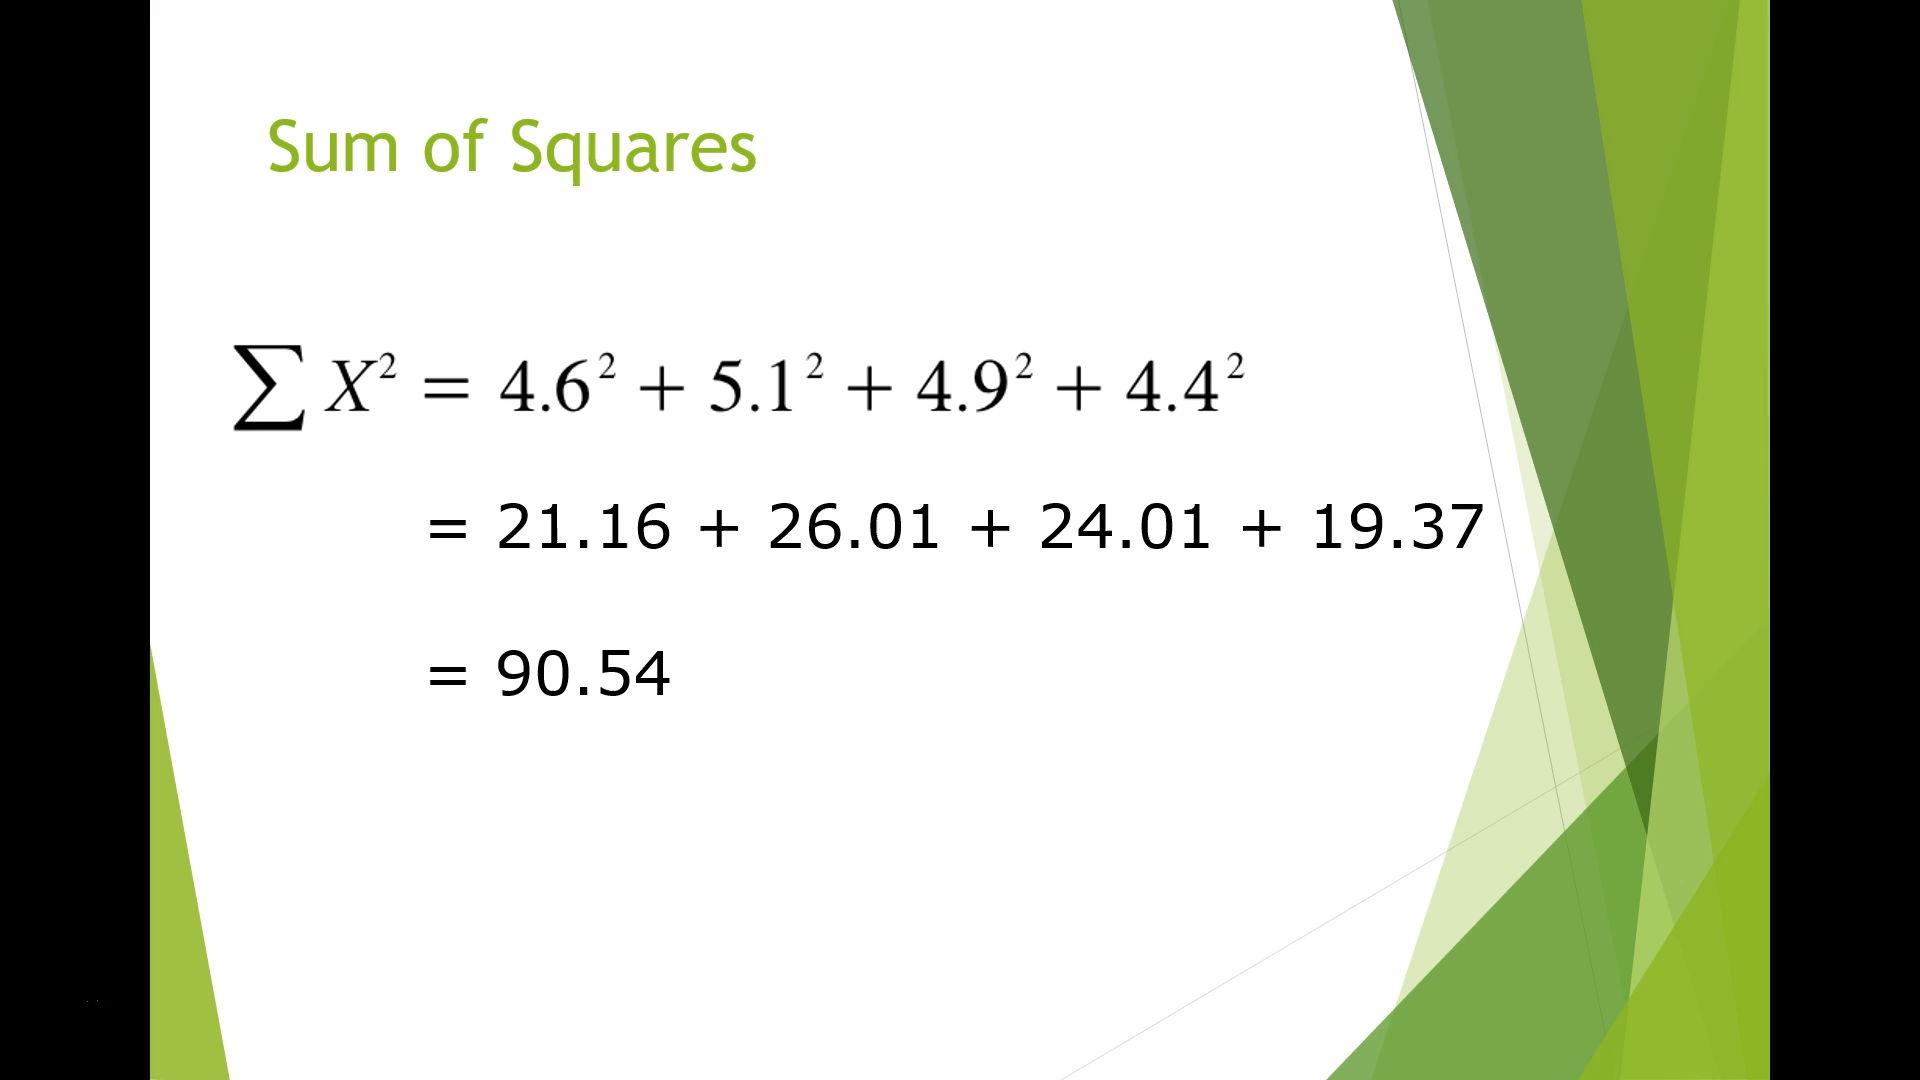 Sum of Squares
∑ X² = 4.6² + 5.1² + 4.9² + 4.4²
= 21.16 + 26.01 + 24.01 + 19.37
= 90.54